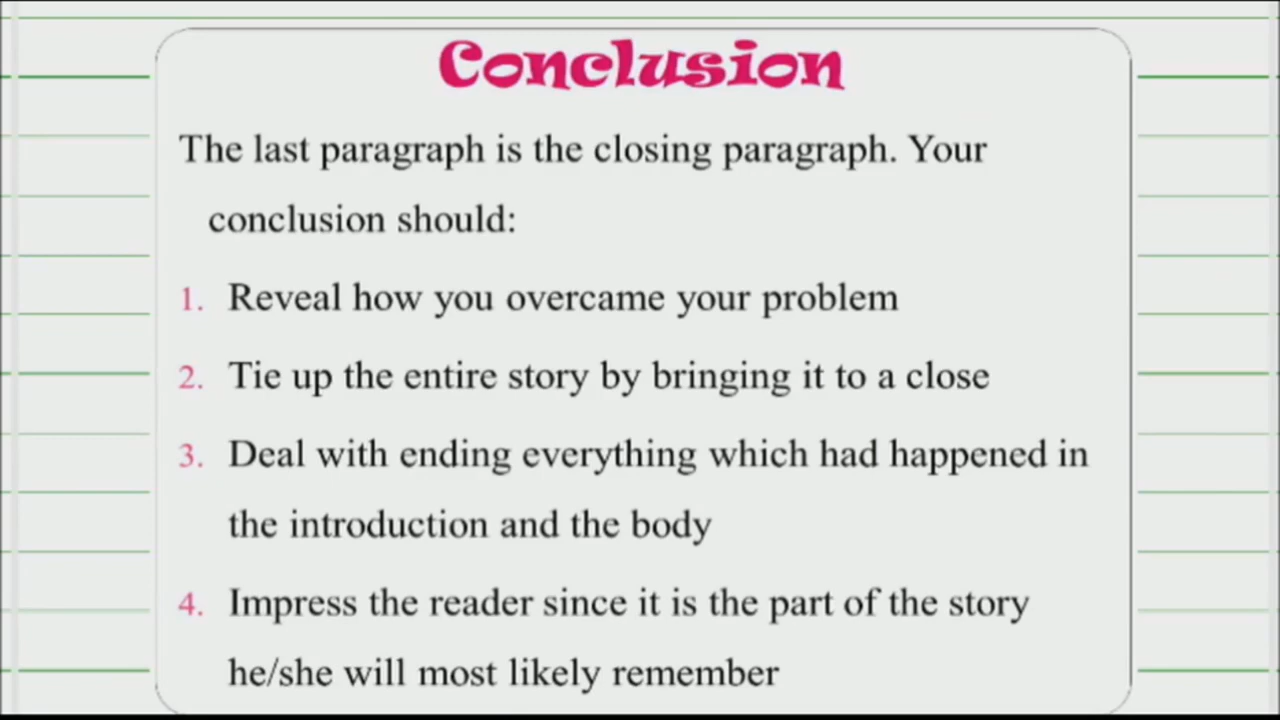 Conclusion
The last paragraph is the closing paragraph. Your
conclusion should:
1. Reveal how you overcame your problem
2. Tie up the entire story by bringing it to a close
3. Deal with ending everything which had happened in
the introduction and the body
4. Impress the reader since it is the part of the story
he/she will most likely remember